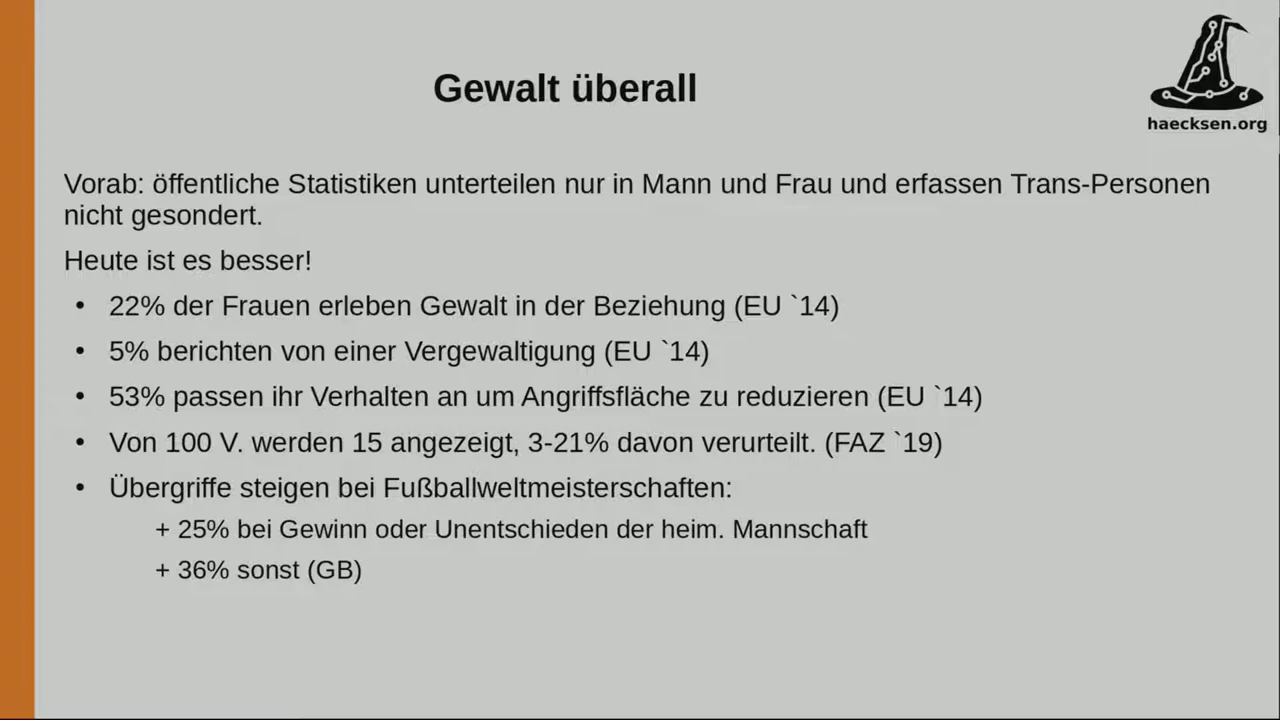 Gewalt überall
haecksen.org
Vorab: öffentliche Statistiken unterteilen nur in Mann und Frau und erfassen Trans-Personen
nicht gesondert.
Heute ist es besser!
• 22% der Frauen erleben Gewalt in der Beziehung (EU `14)
• 5% berichten von einer Vergewaltigung (EU `14)
• 53% passen ihr Verhalten an um Angriffsfläche zu reduzieren (EU `14)
• Von 100 V. werden 15 angezeigt, 3-21% davon verurteilt. (FAZ `19)
• Übergriffe steigen bei Fußballweltmeisterschaften:
+ 25% bei Gewinn oder Unentschieden der heim. Mannschaft
+ 36% sonst (GB)